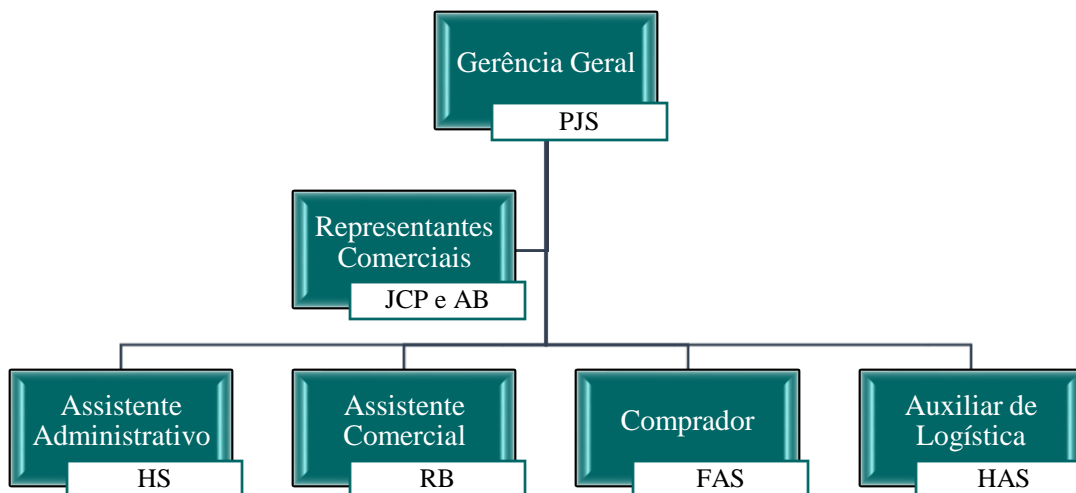 Gerência Geral
PJS
Representantes
Comerciais
JCP e AB
Assistente
Administrativo
HS
Assistente
Comercial
RB
Comprador
FAS
Auxiliar de
Logística
HAS